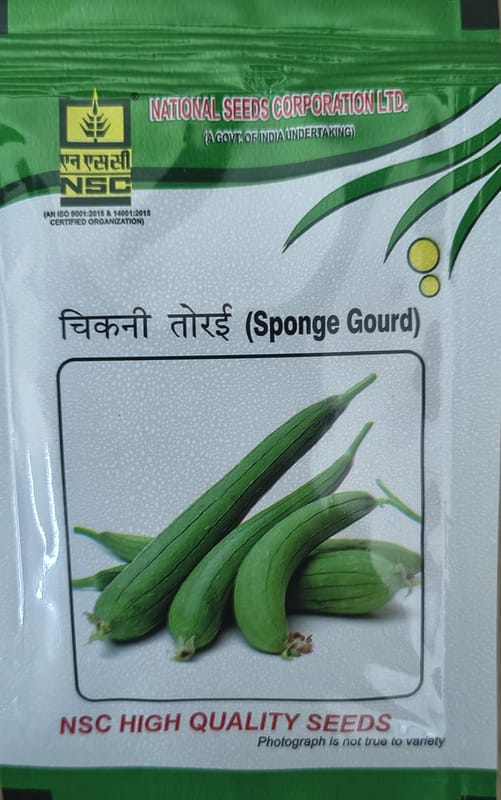 NATIONAL SEEDS CORPORATION LTD.
(A GOVT. OF INDIA UNDERTAKING)
एन एस सी
NSC
(AN ISO 9001:2015 & 14001:2015
CERTIFIED ORGANIZATION)
चिकनी तोरई (Sponge Gourd)
NSC HIGH QUALITY SEEDS
Photograph is not true to variety